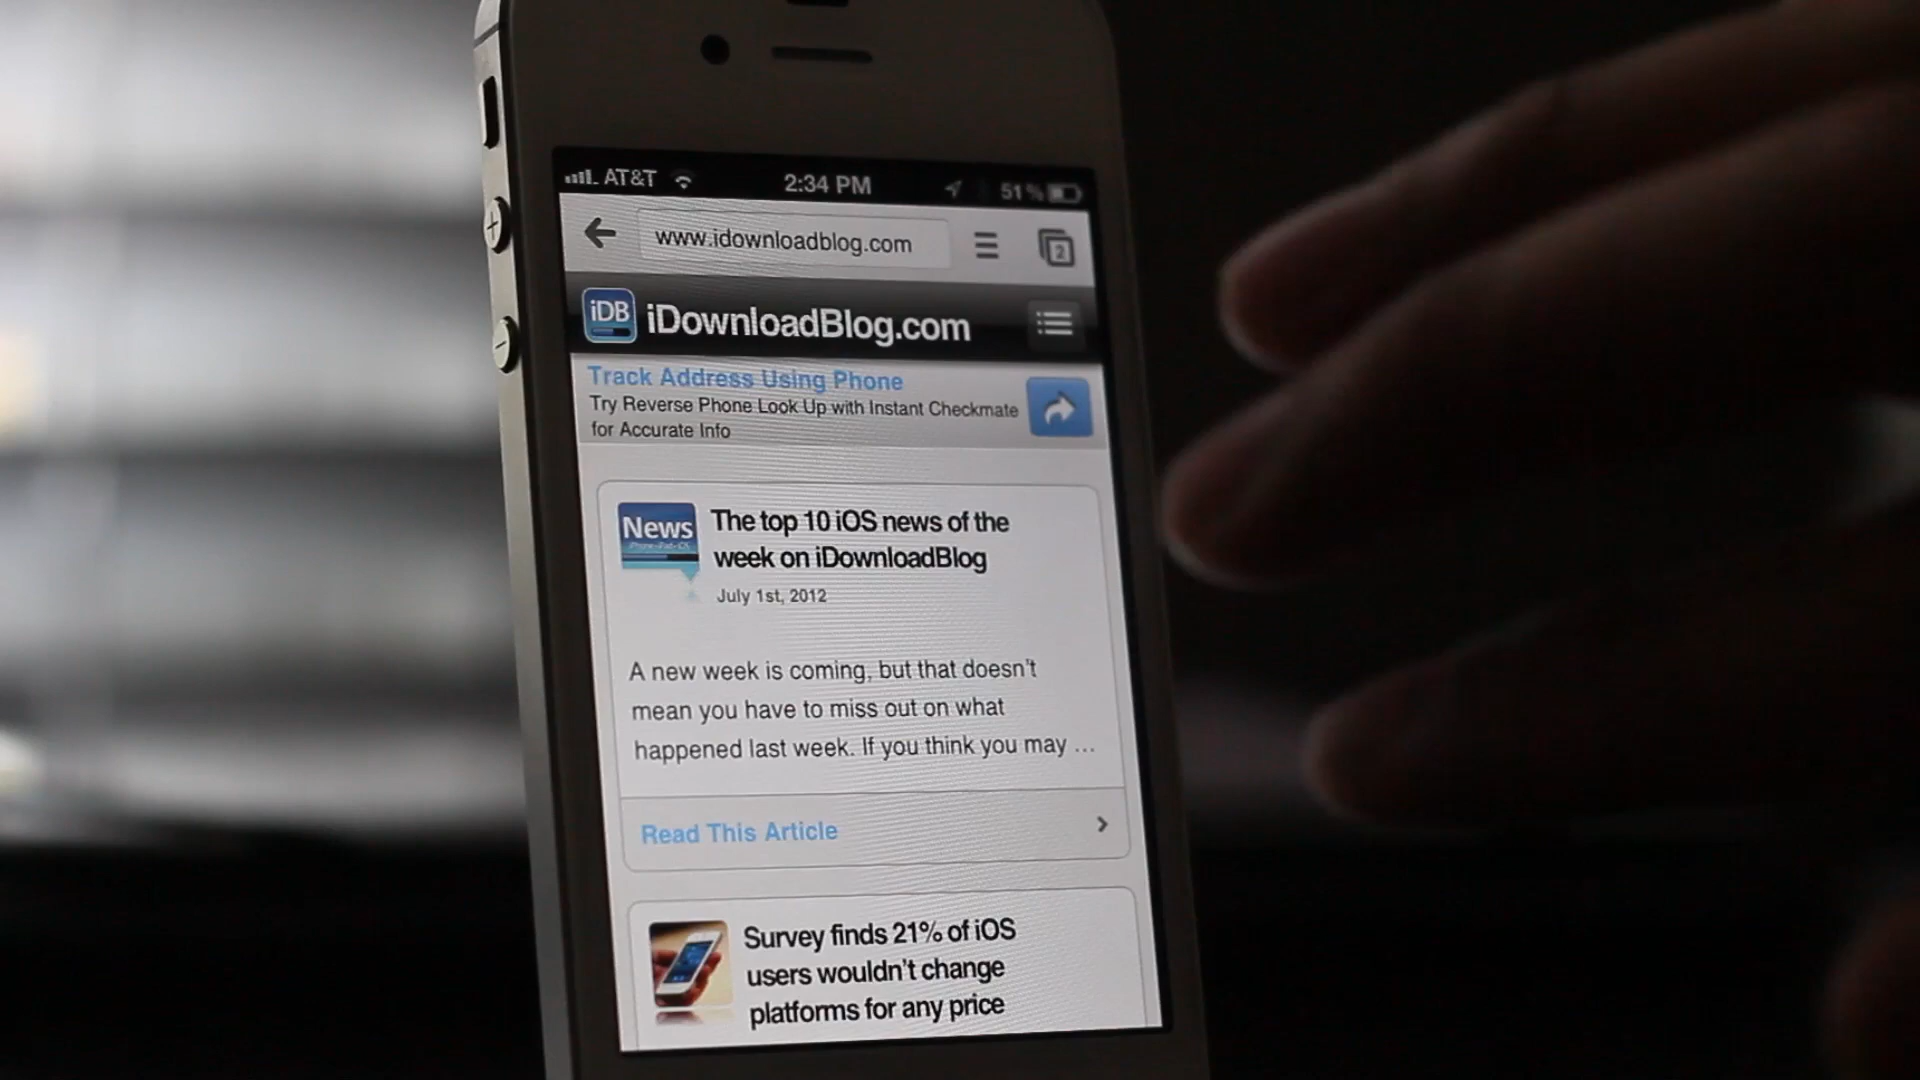 AT&T 2:34 PM 51%
www.idownloadblog.com 2
iDB iDownloadBlog.com
Track Address Using Phone
Try Reverse Phone Look Up with Instant Checkmate
for Accurate Info
News
The top 10 iOS news of the
week on iDownloadBlog
July 1st, 2012
A new week is coming, but that doesn't
mean you have to miss out on what
happened last week. If you think you may ...
Read This Article
Survey finds 21% of iOS
users wouldn't change
platforms for any price